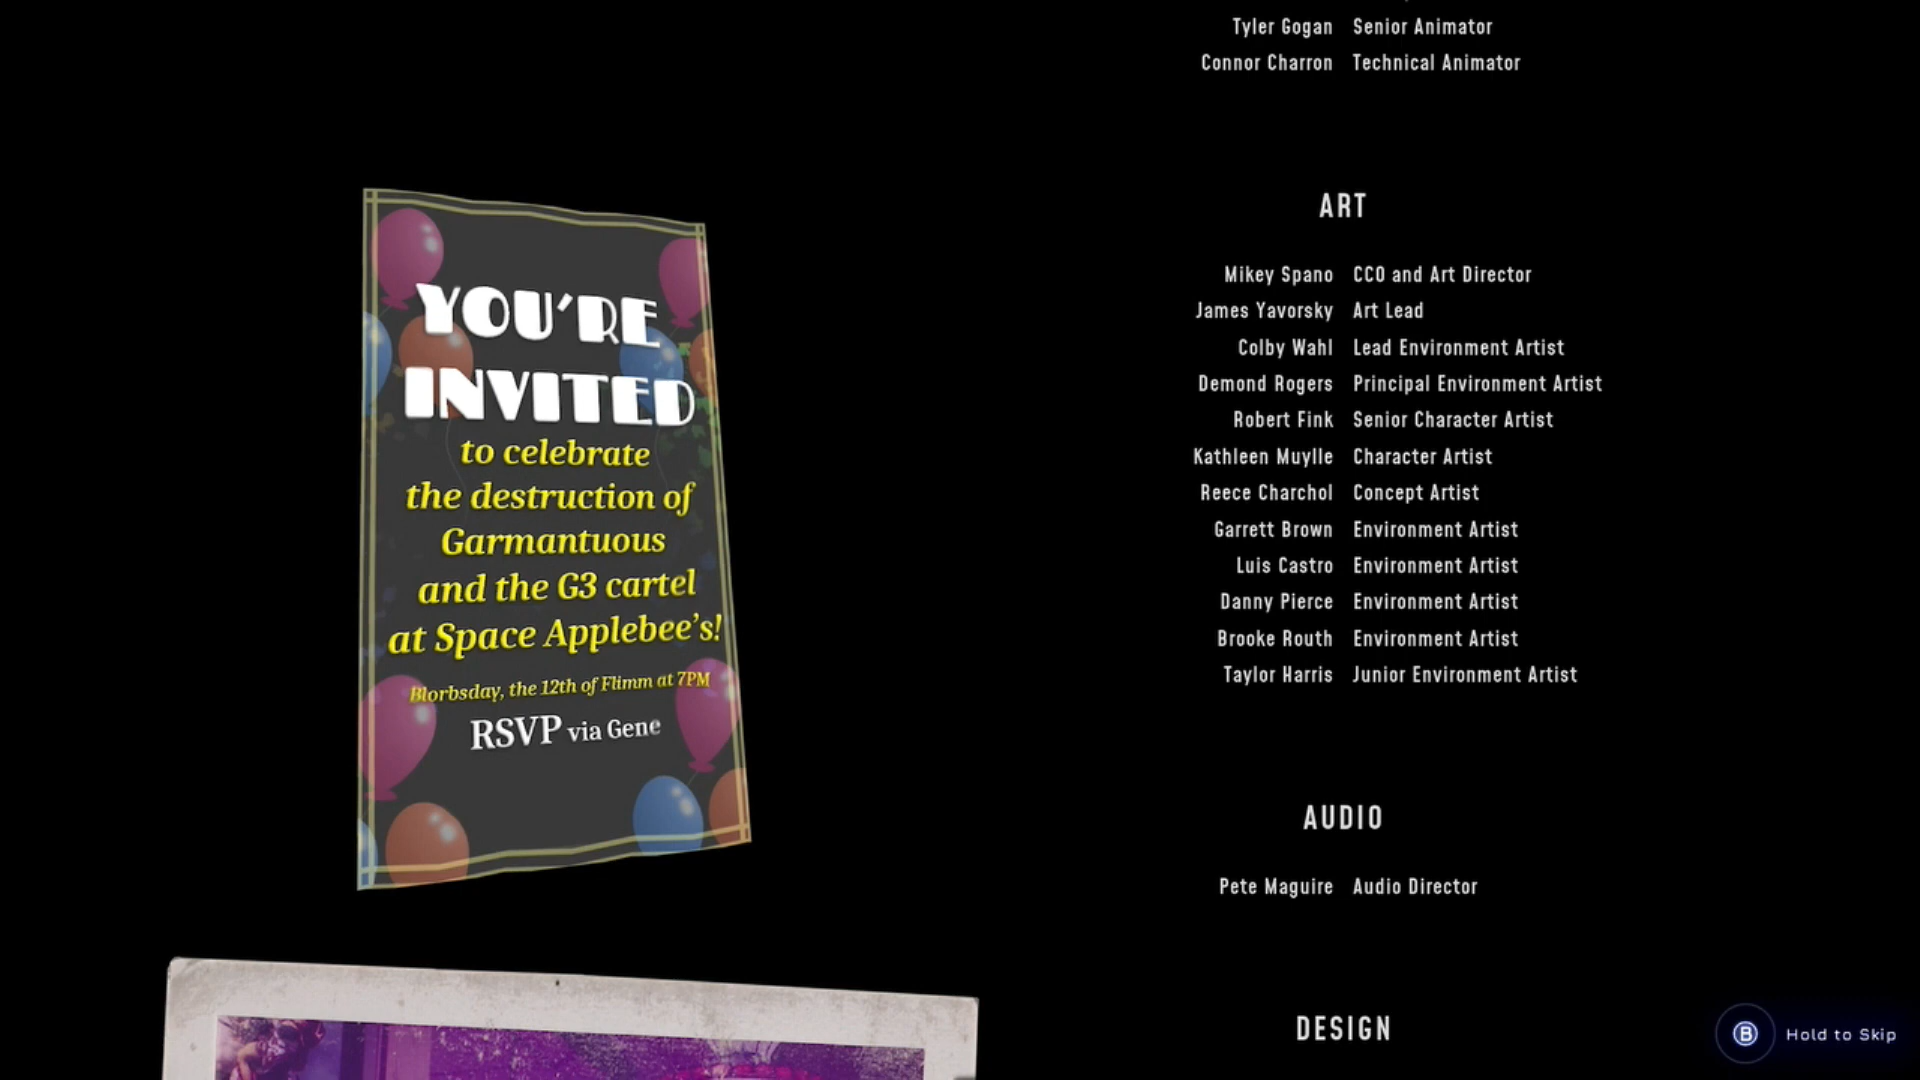 Tyler Gogan Senior Animator
Connor Charron Technical Animator
YOU'RE
INVITED
to celebrate
the destruction of
Garmantuous
and the G3 cartel
at Space Applebee's!
Blorbsday, the 12th of Flimm at 7PM
RSVP via Gene
ART
Mikey Spano CCO and Art Director
James Yavorsky Art Lead
Colby Wahl Lead Environment Artist
Demond Rogers Principal Environment Artist
Robert Fink Senior Character Artist
Kathleen Muylle Character Artist
Reece Charchol Concept Artist
Garrett Brown Environment Artist
Luis Castro Environment Artist
Danny Pierce Environment Artist
Brooke Routh Environment Artist
Taylor Harris Junior Environment Artist
AUDIO
Pete Maguire Audio Director
DESIGN
B Hold to Skip